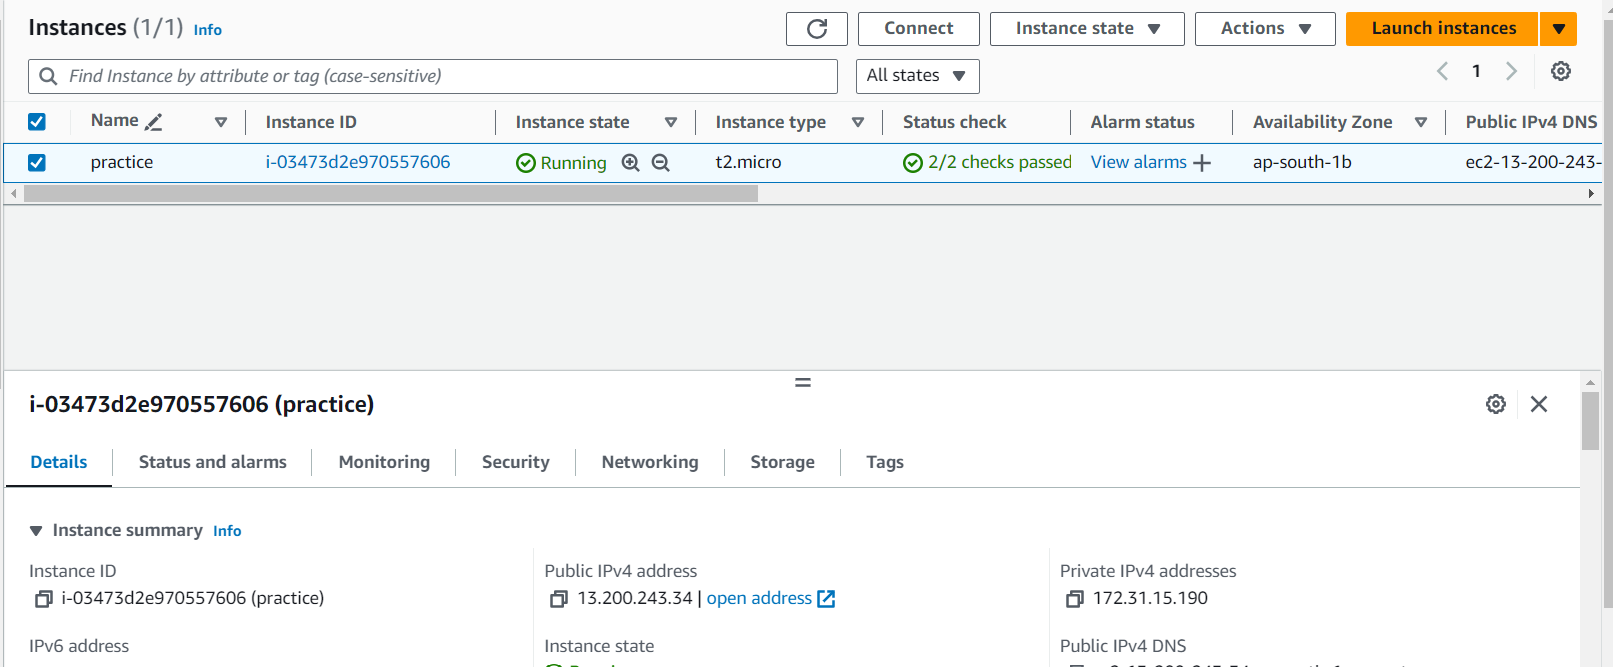 Instances (1/1) Info
Connect
Instance state
Actions
Launch instances
Find Instance by attribute or tag (case-sensitive)
All states
1
Name Instance ID Instance state Instance type Status check Alarm status Availability Zone Public IPv4 DNS
practice i-03473d2e970557606 Running t2.micro 2/2 checks passed View alarms ap-south-1b ec2-13-200-243-
i-03473d2e970557606 (practice)
Details Status and alarms Monitoring Security Networking Storage Tags
Instance summary Info
Instance ID Public IPv4 address Private IPv4 addresses
i-03473d2e970557606 (practice) 13.200.243.34 | open address 172.31.15.190
IPv6 address Instance state Public IPv4 DNS